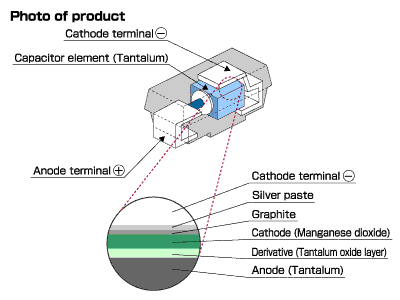 Photo of product
Cathode terminal ⊖
Capacitor element (Tantalum)
Anode terminal ⊕
Cathode terminal ⊖
Silver paste
Graphite
Cathode (Manganese dioxide)
Derivative (Tantalum oxide layer)
Anode (Tantalum)